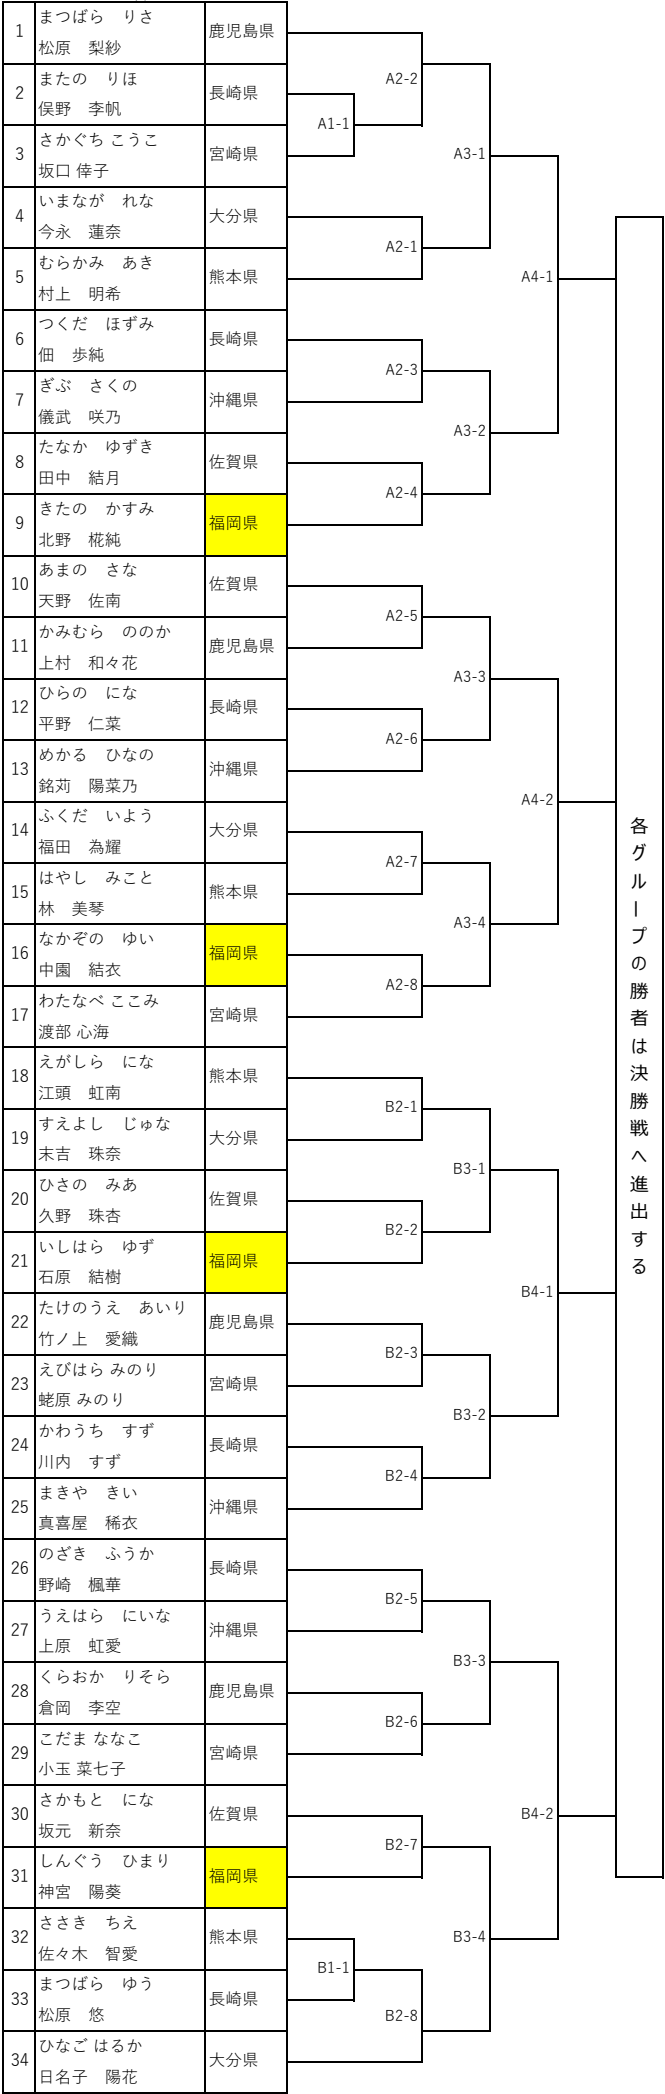 1 まつばら　りさ 鹿児島県
松原　梨紗
2 またの　りほ 長崎県
俣野　李帆
3 さかぐち こうこ 宮崎県
坂口 倖子
4 いまなが　れな 大分県
今永　蓮奈
5 むらかみ　あき 熊本県
村上　明希
6 つくだ　ほずみ 長崎県
佃　歩純
7 ぎぶ　さくの 沖縄県
儀武　咲乃
8 たなか　ゆずき 佐賀県
田中　結月
9 きたの　かすみ 福岡県
北野　椛純
10 あまの　さな 佐賀県
天野　佐南
11 かみむら　ののか 鹿児島県
上村　和々花
12 ひらの　にな 長崎県
平野　仁菜
13 めかる　ひなの 沖縄県
銘苅　陽菜乃
14 ふくだ　いよう 大分県
福田　為耀
15 はやし　みこと 熊本県
林　美琴
16 なかぞの　ゆい 福岡県
中園　結衣
17 わたなべ ここみ 宮崎県
渡部 心海
18 えがしら　にな 熊本県
江頭　虹南
19 すえよし　じゅな 大分県
末吉　珠奈
20 ひさの　みあ 佐賀県
久野　珠杏
21 いしはら　ゆず 福岡県
石原　結樹
22 たけのうえ　あいり 鹿児島県
竹ノ上　愛織
23 えびはら みのり 宮崎県
蛯原 みのり
24 かわうち　すず 長崎県
川内　すず
25 まきや　きい 沖縄県
真喜屋　稀衣
26 のざき　ふうか 長崎県
野崎　楓華
27 うえはら　にいな 沖縄県
上原　虹愛
28 くらおか　りそら 鹿児島県
倉岡　李空
29 こだま ななこ 宮崎県
小玉 菜七子
30 さかもと　にな 佐賀県
坂元　新奈
31 しんぐう　ひまり 福岡県
神宮　陽葵
32 ささき　ちえ 熊本県
佐々木　智愛
33 まつばら　ゆう 長崎県
松原　悠
34 ひなご はるか 大分県
日名子　陽花
A1-1
B1-1
A2-2
A2-1
A2-3
A2-4
A2-5
A2-6
A2-7
A2-8
B2-1
B2-2
B2-3
B2-4
B2-5
B2-6
B2-7
B2-8
A3-1
A3-2
A3-3
A3-4
B3-1
B3-2
B3-3
B3-4
A4-1
A4-2
B4-1
B4-2
各グループの勝者は決勝戦へ進出する